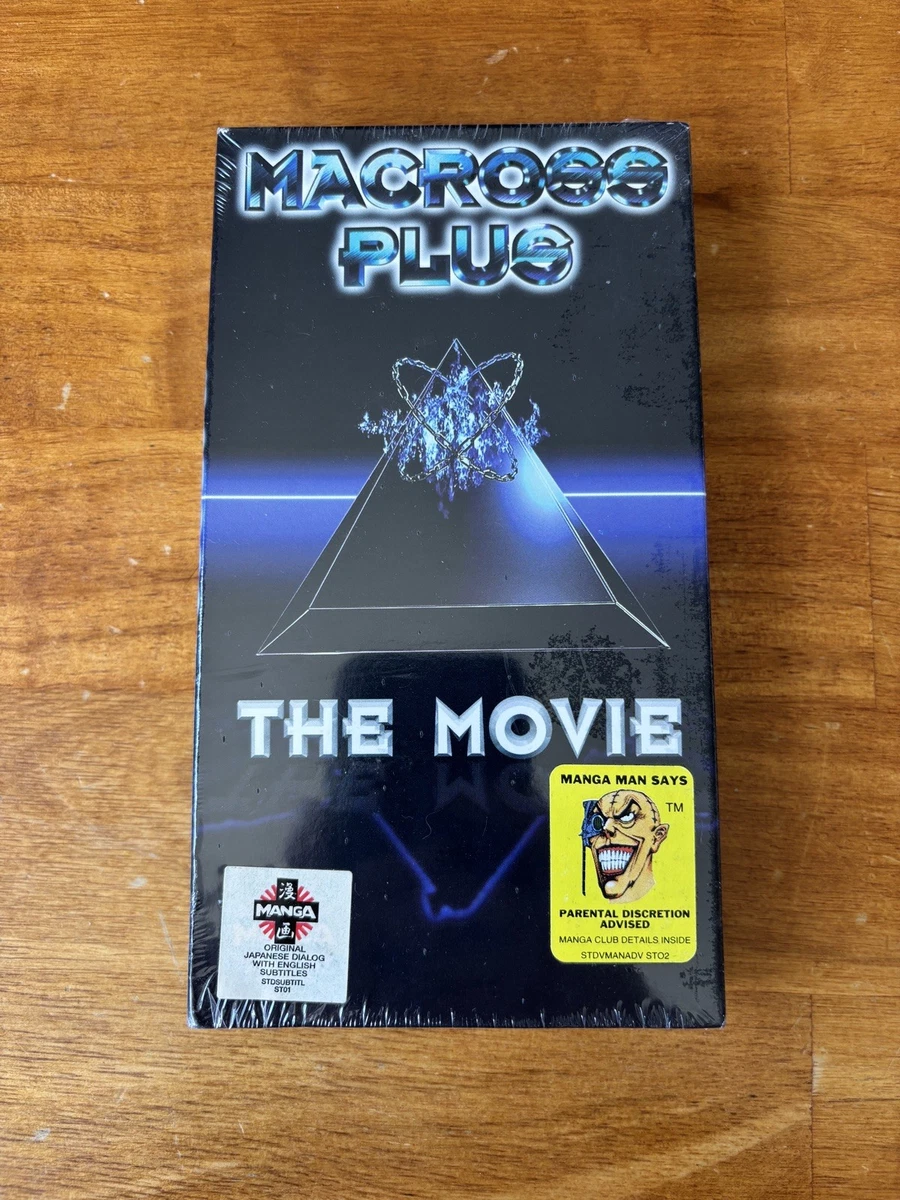 MACROSS
PLUS
THE MOVIE
MANGA MAN SAYS
TM
PARENTAL DISCRETION
ADVISED
MANGA CLUB DETAILS INSIDE
STDVMANADV STO2
漫
MANGA
画
ORIGINAL
JAPANESE DIALOG
WITH ENGLISH
SUBTITLES
STDSUBTITL
ST01